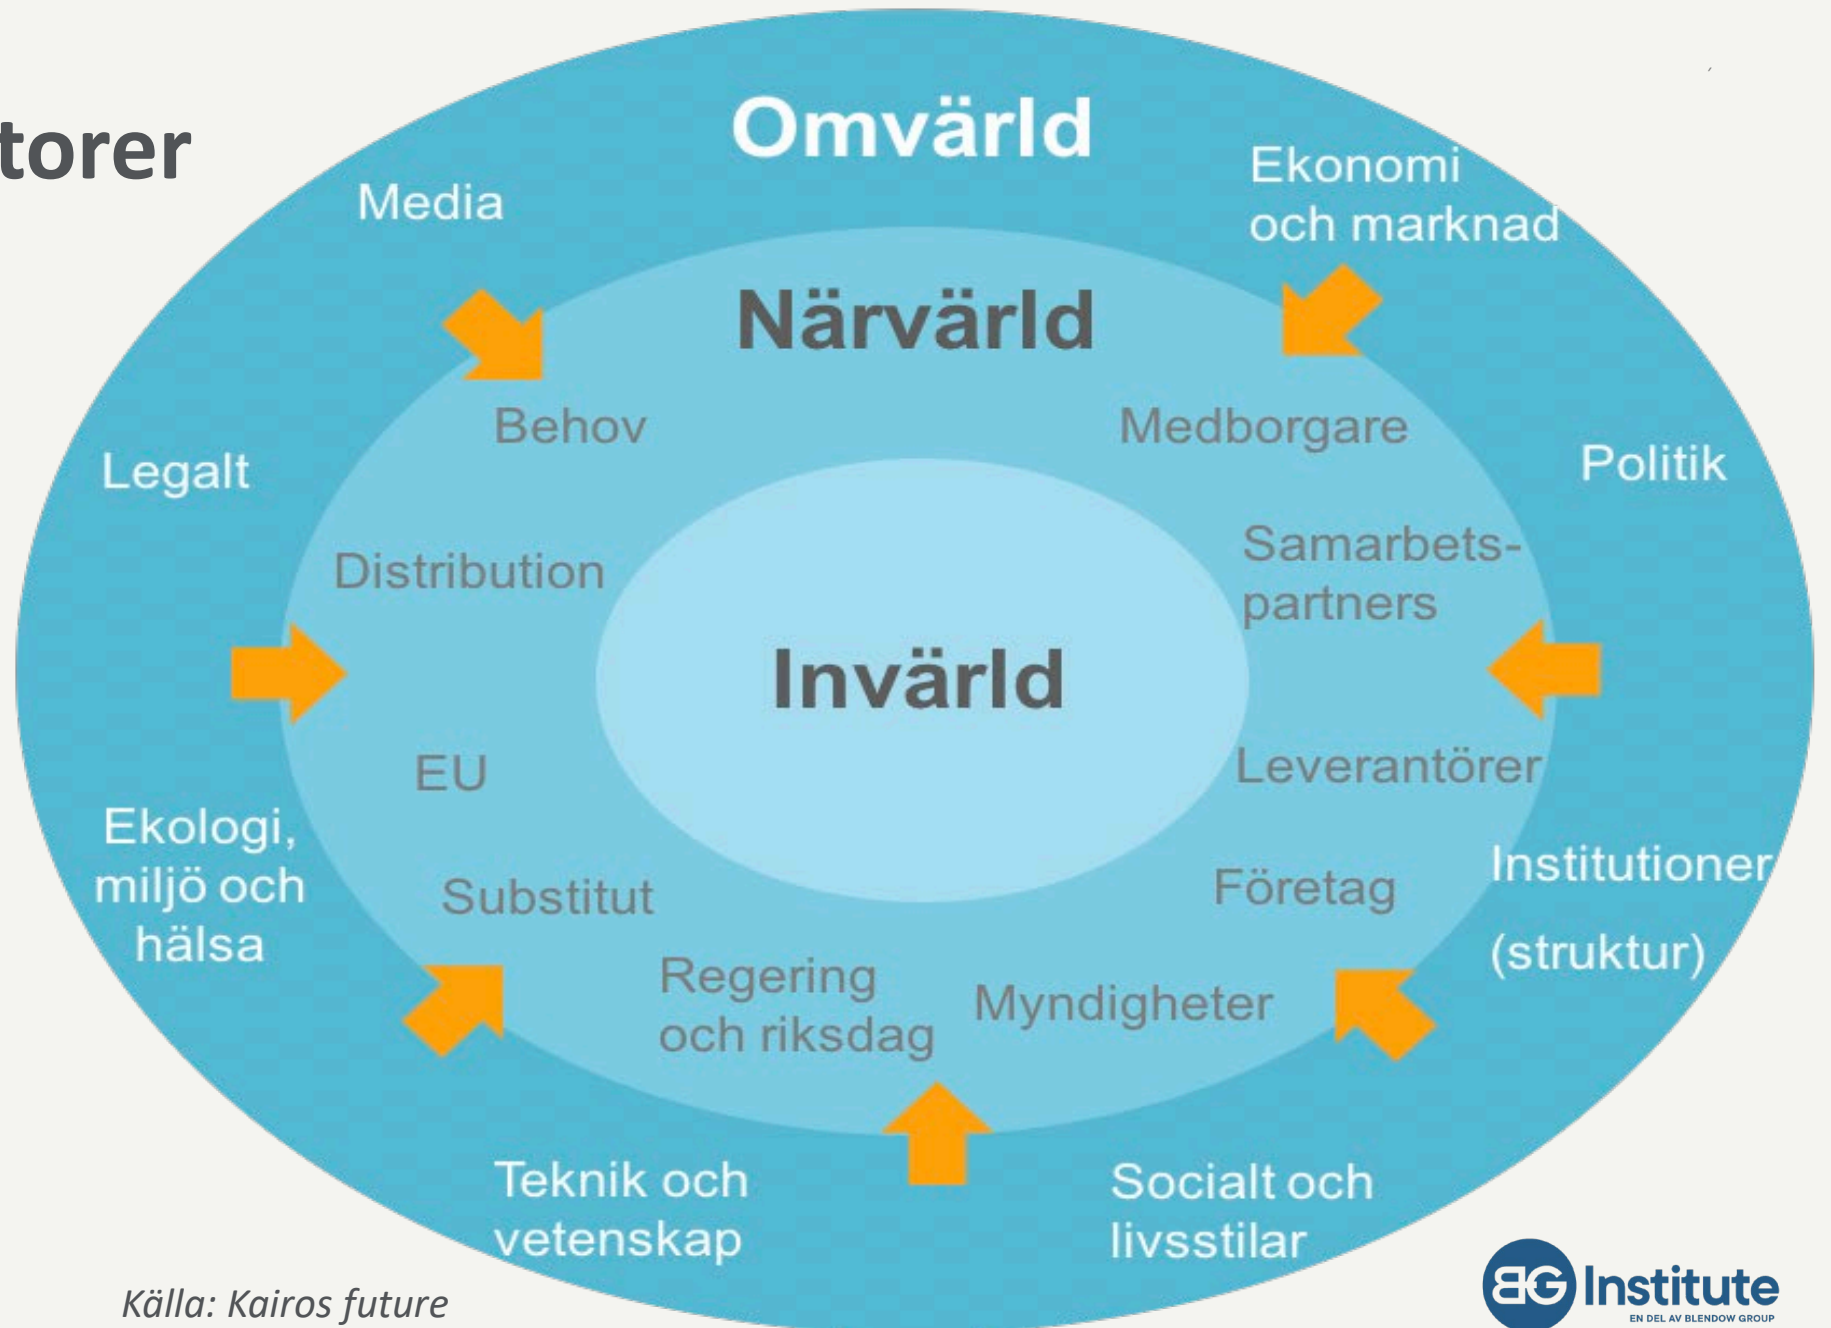 torer
Omvärld
Media
Ekonomi
och marknad
Närvärld
Behov
Medborgare
Legalt
Politik
Distribution
Samarbets-
partners
Invärld
EU
Leverantörer
Ekologi,
miljö och
hälsa
Substitut
Företag
Institutioner
(struktur)
Regering
och riksdag
Myndigheter
Teknik och
vetenskap
Socialt och
livsstilar
Källa: Kairos future
BG Institute
EN DEL AV BLENDOW GROUP